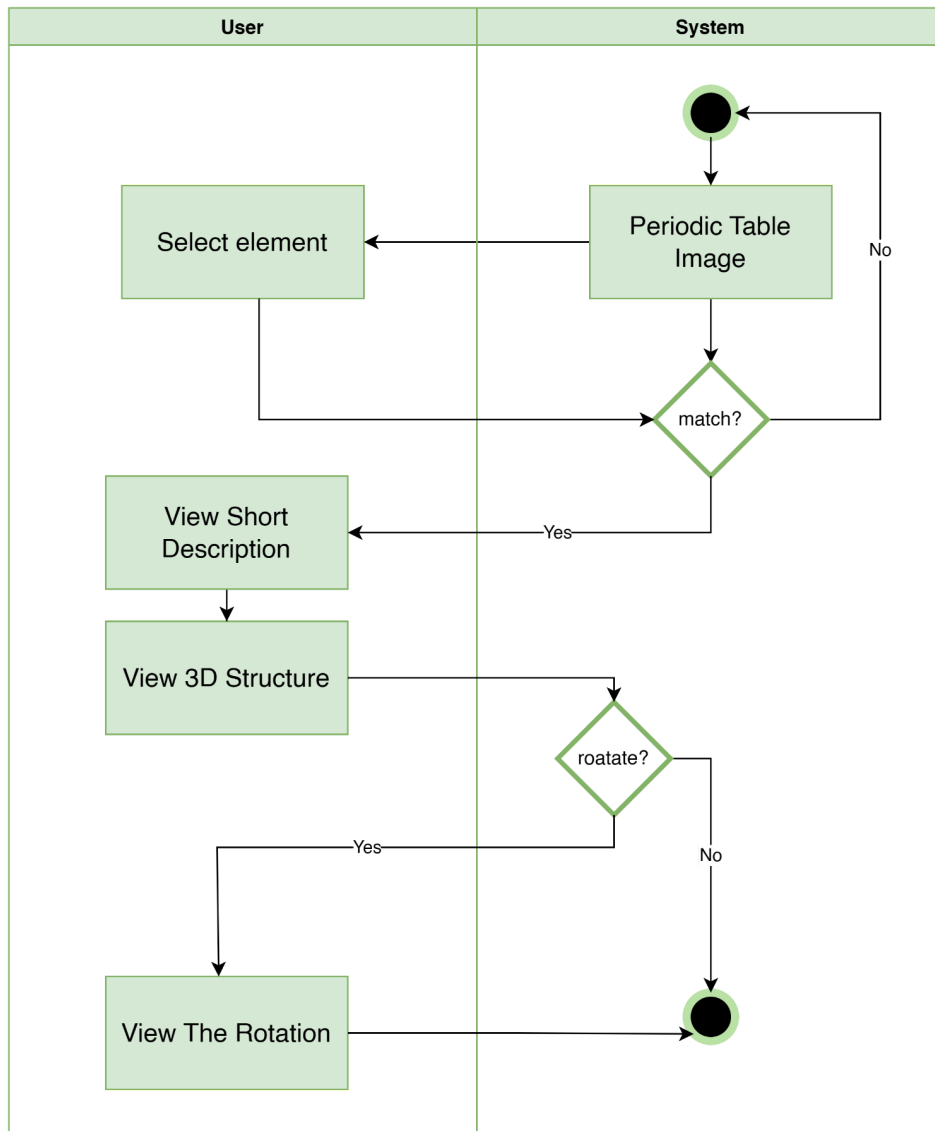 User
System
Periodic Table
Image
Select element
No
match?
View Short
Description
Yes
View 3D Structure
roatate?
Yes
No
View The Rotation